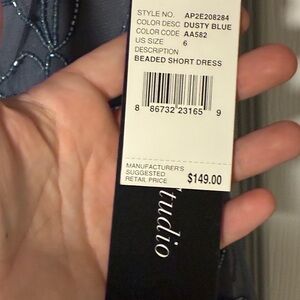 STYLE NO. AP2E208284
COLOR DESC DUSTY BLUE
COLOR CODE AA582
US SIZE 6
DESCRIPTION
BEADED SHORT DRESS
8 86732 23165 9
MANUFACTURER'S
SUGGESTED
RETAIL PRICE $149.00
Studio